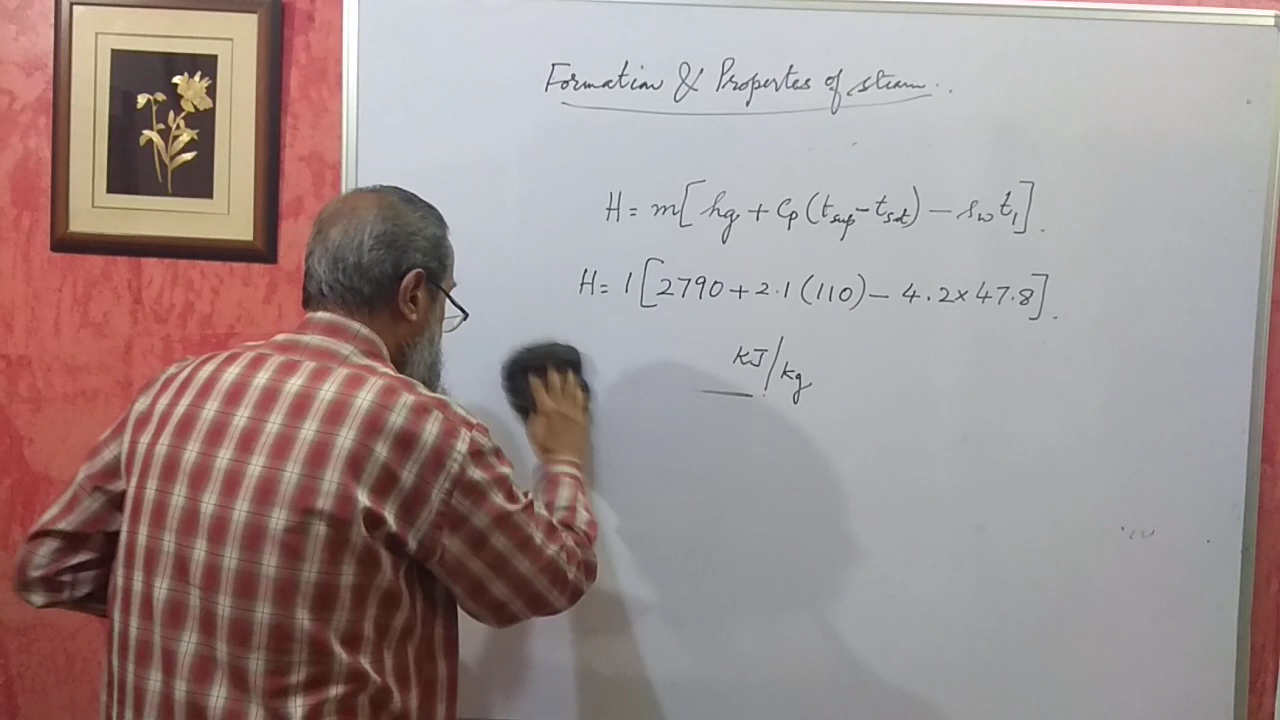 Formation & Propertes of steam..
H = m[hg + Cp(tsup - tsat) - sw t1].
H = 1[2790 + 2.1(110) - 4.2 x 47.8].
KJ/kg